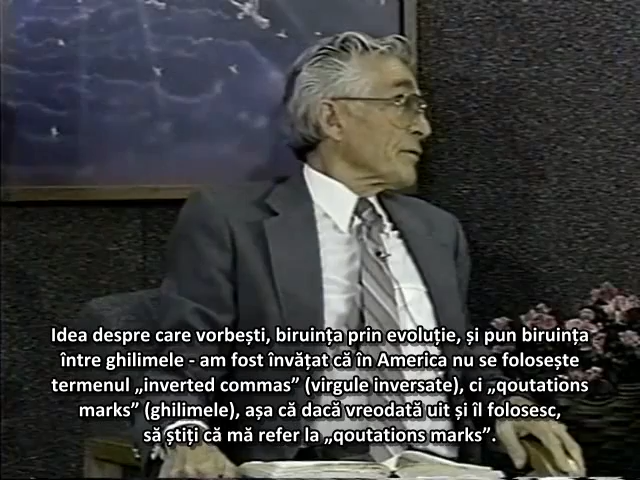 Idea despre care vorbești, biruința prin evoluție, și pun biruința
între ghilimele - am fost învățat că în America nu se folosește
termenul „inverted commas” (virgule inversate), ci „qoutations
marks” (ghilimele), așa că dacă vreodată uit și îl folosesc,
să știți că mă refer la „qoutations marks”.